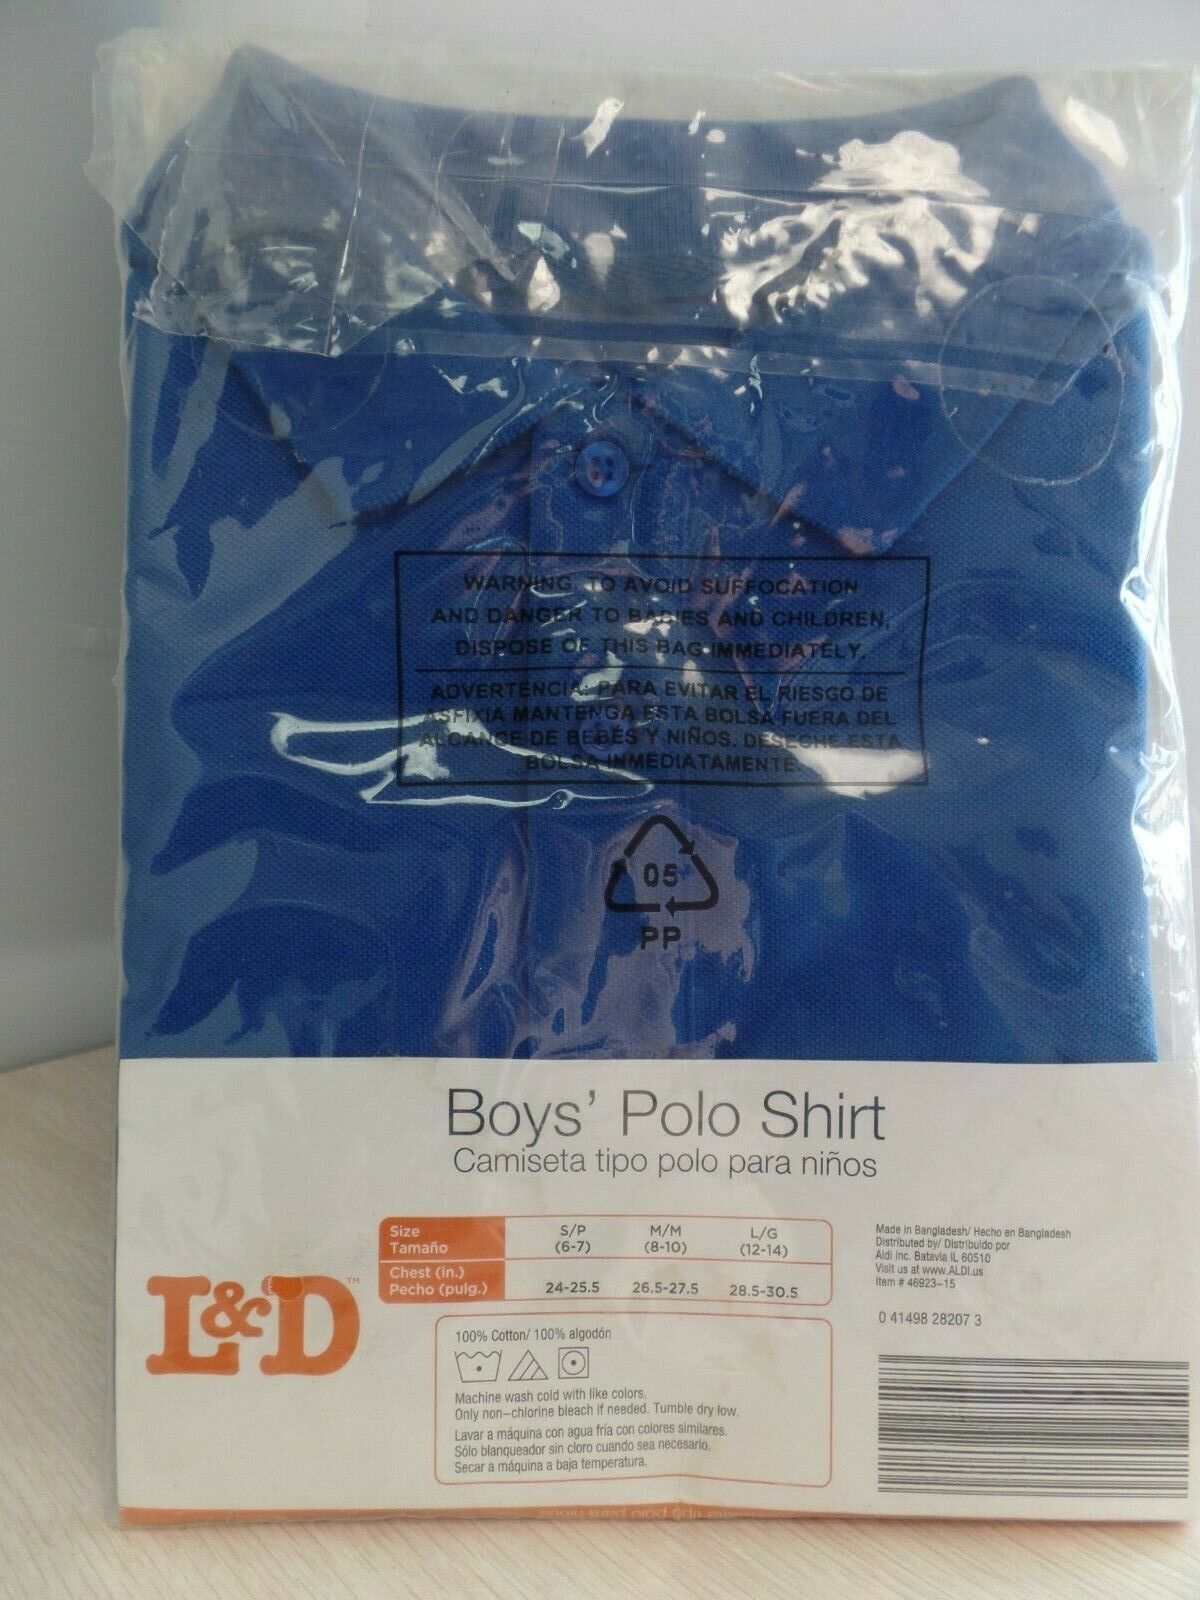 WARNING: TO AVOID SUFFOCATION
AND DANGER TO BABIES AND CHILDREN,
DISPOSE OF THIS BAG IMMEDIATELY.
ADVERTENCIA: PARA EVITAR EL RIESGO DE
ASFIXIA MANTENGA ESTA BOLSA FUERA DEL
ALCANCE DE BEBÉS Y NIÑOS. DESECHE ESTA
BOLSA INMEDIATAMENTE.
05
PP
Boys' Polo Shirt
Camiseta tipo polo para niños
Size S/P M/M L/G
Tamaño (6-7) (8-10) (12-14)
Chest (in.)
Pecho (pulg.) 24-25.5 26.5-27.5 28.5-30.5
L&D™
100% Cotton/ 100% algodón
Machine wash cold with like colors.
Only non-chlorine bleach if needed. Tumble dry low.
Lavar a máquina con agua fría con colores similares.
Sólo blanqueador sin cloro cuando sea necesario.
Secar a máquina a baja temperatura.
Made in Bangladesh/ Hecho en Bangladesh
Distributed by/ Distribuido por
Aldi Inc. Batavia IL 60510
Visit us at www.ALDI.us
Item # 46923-15
0 41498 28207 3
tipo polo para niños